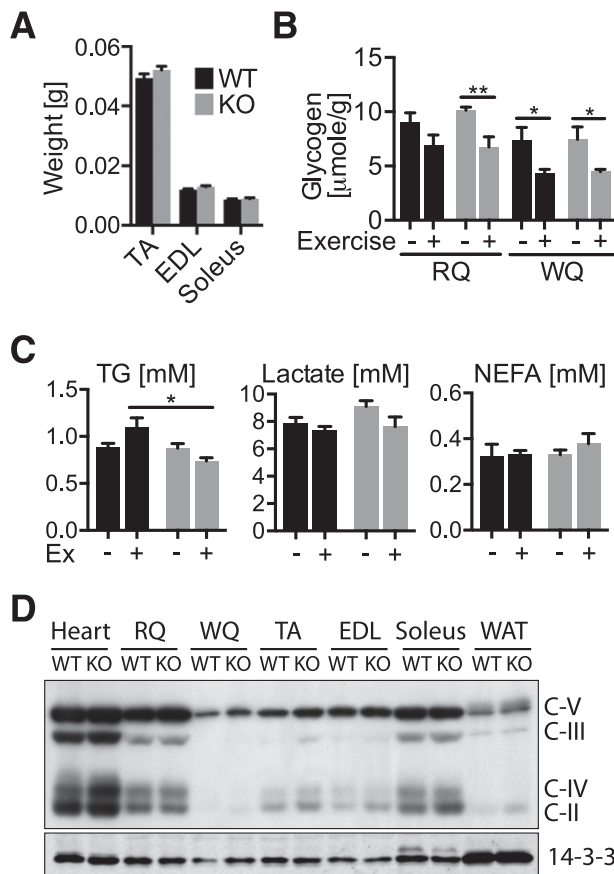 A
Weight [g]
0.06
0.04
0.02
0.00
WT
KO
TA
EDL
Soleus
B
Glycogen
[µmole/g]
15
10
5
0
**
*
*
Exercise - + - + - + - +
RQ WQ
C
TG [mM]
1.5
1.0
0.5
0.0
*
Ex - + - +
Lactate [mM]
10
8
6
4
2
0
- + - +
NEFA [mM]
0.6
0.4
0.2
0.0
- + - +
D
Heart RQ WQ TA EDL Soleus WAT
WT KO WT KO WT KO WT KO WT KO WT KO WT KO
C-V
C-III
C-IV
C-II
14-3-3